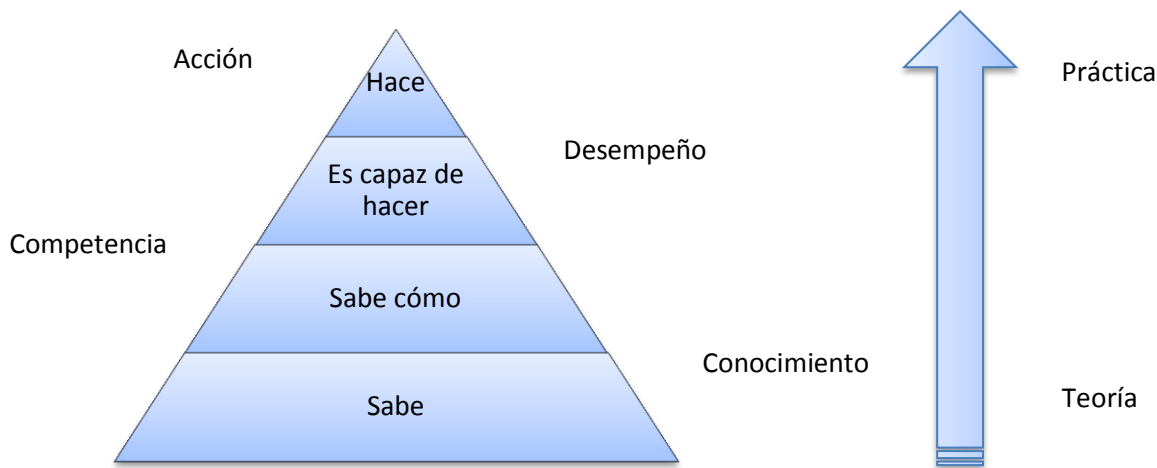 Acción
Hace
Práctica
Desempeño
Es capaz de
hacer
Competencia
Sabe cómo
Conocimiento
Sabe
Teoría